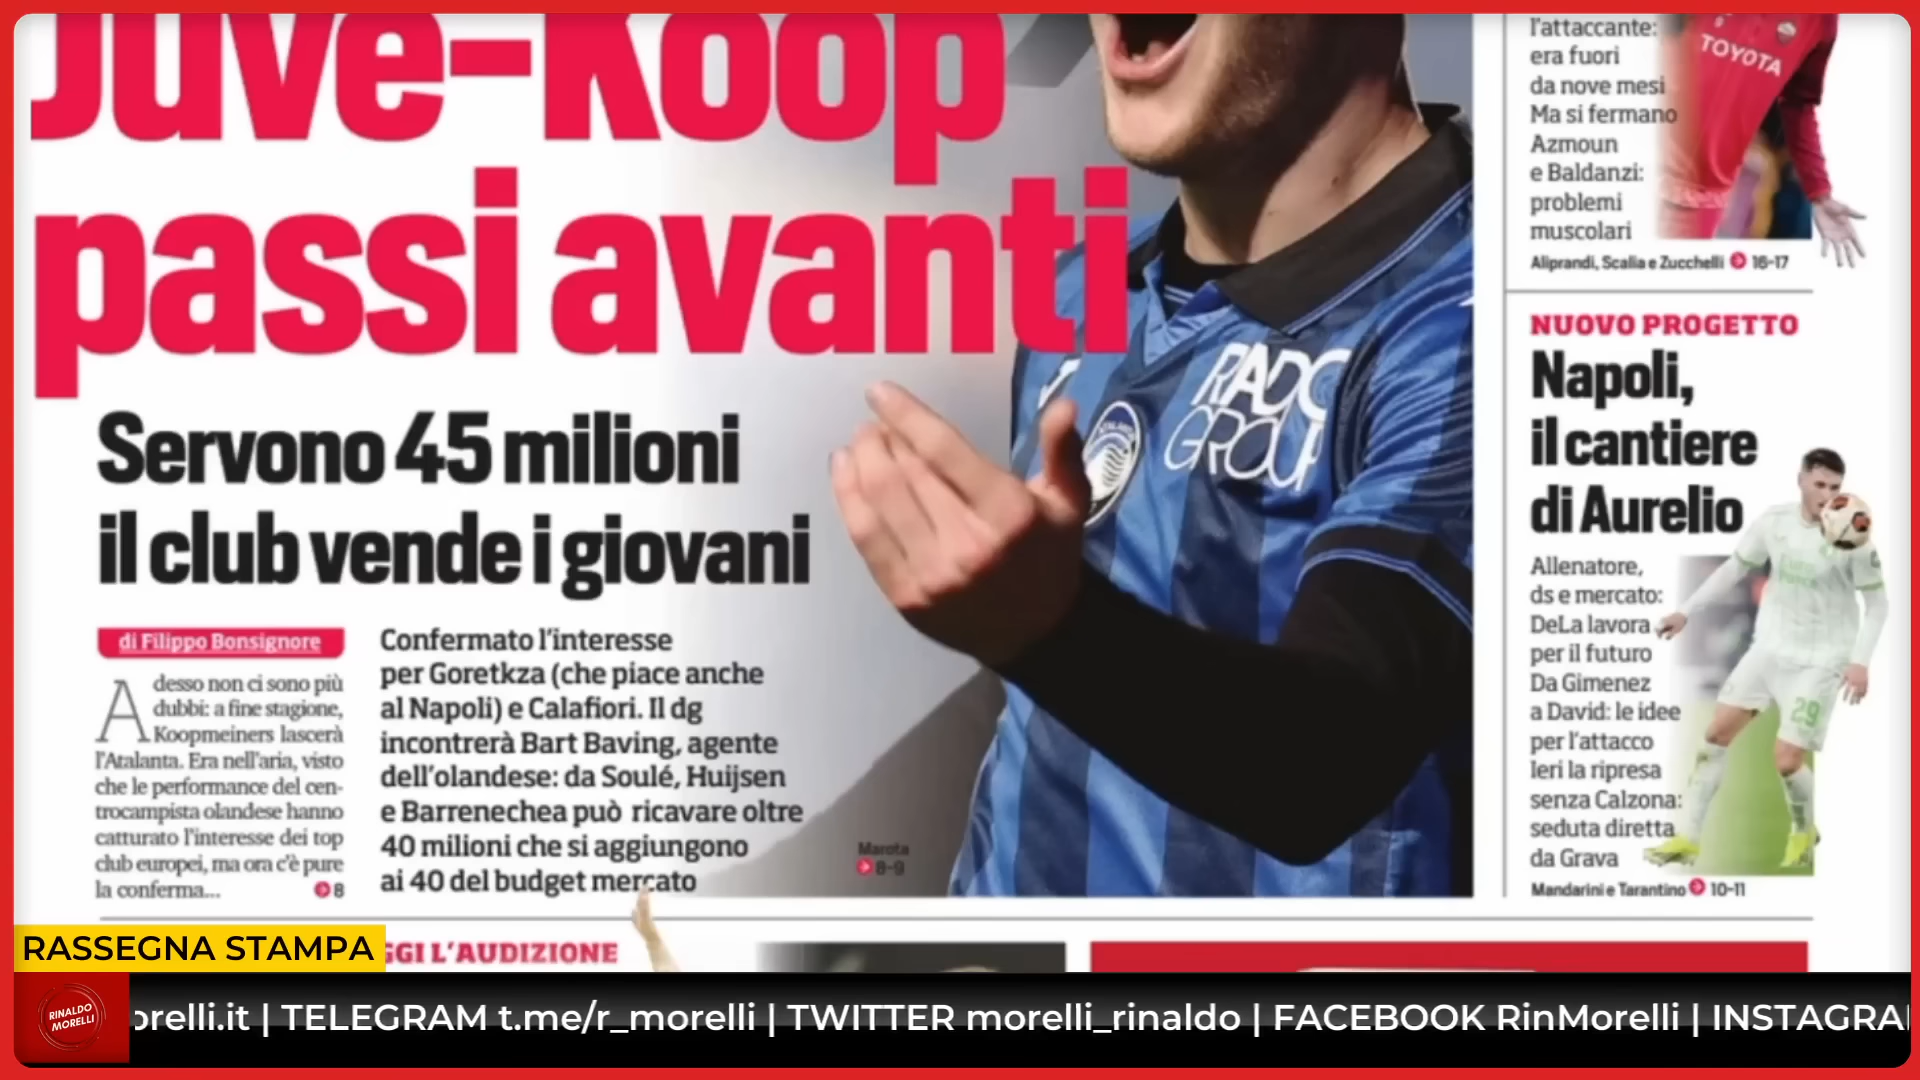 Juve-Koop
passi avanti
Servono 45 milioni
il club vende i giovani
di Filippo Bonsignore
Adesso non ci sono più
dubbi: a fine stagione,
Koopmeiners lascerà
l'Atalanta. Era nell'aria, visto
che le performance del cen-
trocampista olandese hanno
catturato l'interesse dei top
club europei, ma ora c'è pure
la conferma... 8
Confermato l'interesse
per Goretkza (che piace anche
al Napoli) e Calafiori. Il dg
incontrerà Bart Baving, agente
dell'olandese: da Soulé, Huijsen
e Barrenechea può ricavare oltre
40 milioni che si aggiungono
ai 40 del budget mercato
Marota
8-9
ATALANTA
RADICI
GROUP
l'attaccante:
era fuori
da nove mesi
Ma si fermano
Azmoun
e Baldanzi:
problemi
muscolari
Aliprandi, Scalia e Zucchelli 16-17
TOYOTA
NUOVO PROGETTO
Napoli,
il cantiere
di Aurelio
Allenatore,
ds e mercato:
DeLa lavora
per il futuro
Da Gimenez
a David: le idee
per l'attacco
Ieri la ripresa
senza Calzona:
seduta diretta
da Grava
Mandarini e Tarantino 10-11
29
GGI L'AUDIZIONE
RASSEGNA STAMPA
RINALDO
MORELLI
orelli.it | TELEGRAM t.me/r_morelli | TWITTER morelli_rinaldo | FACEBOOK RinMorelli | INSTAGRA